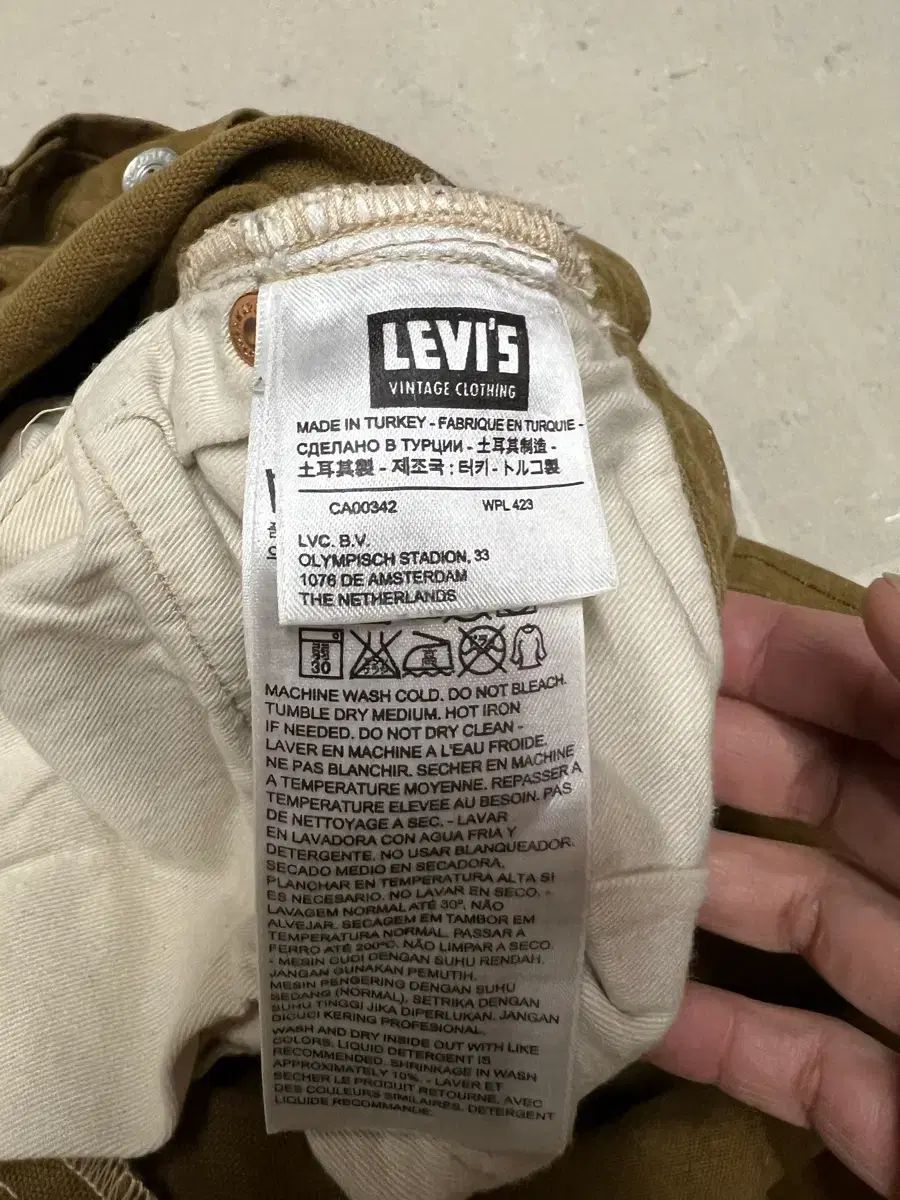 LEVI'S
VINTAGE CLOTHING
MADE IN TURKEY - FABRIQUE EN TURQUIE -
СДЕЛАНО В ТУРЦИИ - 土耳其制造 -
土耳其製 - 제조국 : 터키 - トルコ製
CA00342 WPL 423
LVC. B.V.
OLYMPISCH STADION, 33
1076 DE AMSTERDAM
THE NETHERLANDS
30 高
MACHINE WASH COLD. DO NOT BLEACH.
TUMBLE DRY MEDIUM. HOT IRON
IF NEEDED. DO NOT DRY CLEAN -
LAVER EN MACHINE A L'EAU FROIDE.
NE PAS BLANCHIR. SECHER EN MACHINE
A TEMPERATURE MOYENNE. REPASSER A
TEMPERATURE ELEVEE AU BESOIN. PAS
DE NETTOYAGE A SEC. - LAVAR
EN LAVADORA CON AGUA FRIA Y
DETERGENTE. NO USAR BLANQUEADOR.
SECADO MEDIO EN SECADORA.
PLANCHAR EN TEMPERATURA ALTA SI
ES NECESARIO. NO LAVAR EN SECO. -
LAVAGEM NORMAL ATÉ 30º. NÃO
ALVEJAR. SECAGEM EM TAMBOR EM
TEMPERATURA NORMAL. PASSAR A
FERRO ATÉ 200ºC. NÃO LIMPAR A SECO.
- MESIN CUCI DENGAN SUHU RENDAH.
JANGAN GUNAKAN PEMUTIH.
MESIN PENGERING DENGAN SUHU
SEDANG (NORMAL). SETRIKA DENGAN
SUHU TINGGI JIKA DIPERLUKAN. JANGAN
DICUCI KERING PROFESIONAL.
WASH AND DRY INSIDE OUT WITH LIKE
COLORS. LIQUID DETERGENT IS
RECOMMENDED. SHRINKAGE IN WASH
APPROXIMATELY 10%. - LAVER ET
SECHER LE PRODUIT RETOURNE, AVEC
DES COULEURS SIMILAIRES. DETERGENT
LIQUIDE RECOMMANDE.